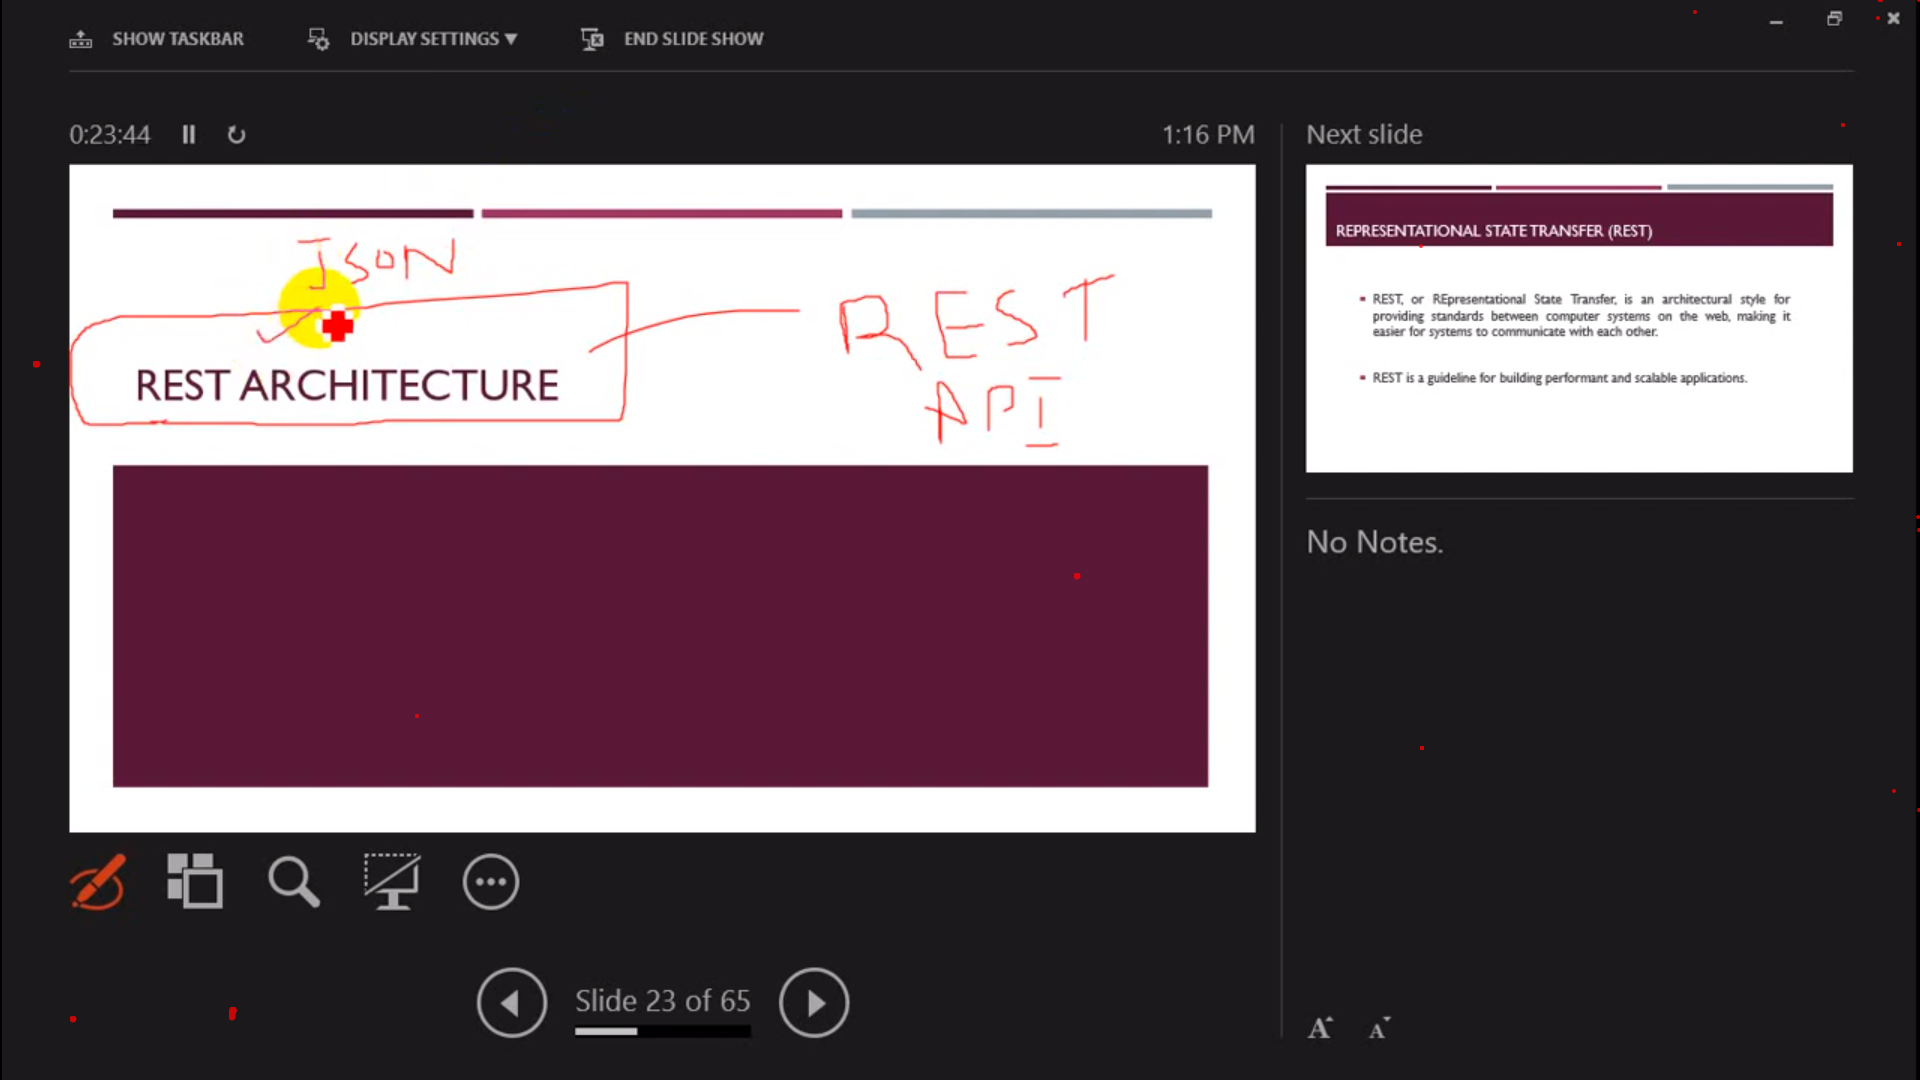 SHOW TASKBAR
DISPLAY SETTINGS
END SLIDE SHOW
0:23:44
1:16 PM
JSON
REST ARCHITECTURE
REST
API
Next slide
REPRESENTATIONAL STATE TRANSFER (REST)
REST, or REpresentational State Transfer, is an architectural style for
providing standards between computer systems on the web, making it
easier for systems to communicate with each other.
REST is a guideline for building performant and scalable applications.
No Notes.
Slide 23 of 65
A A